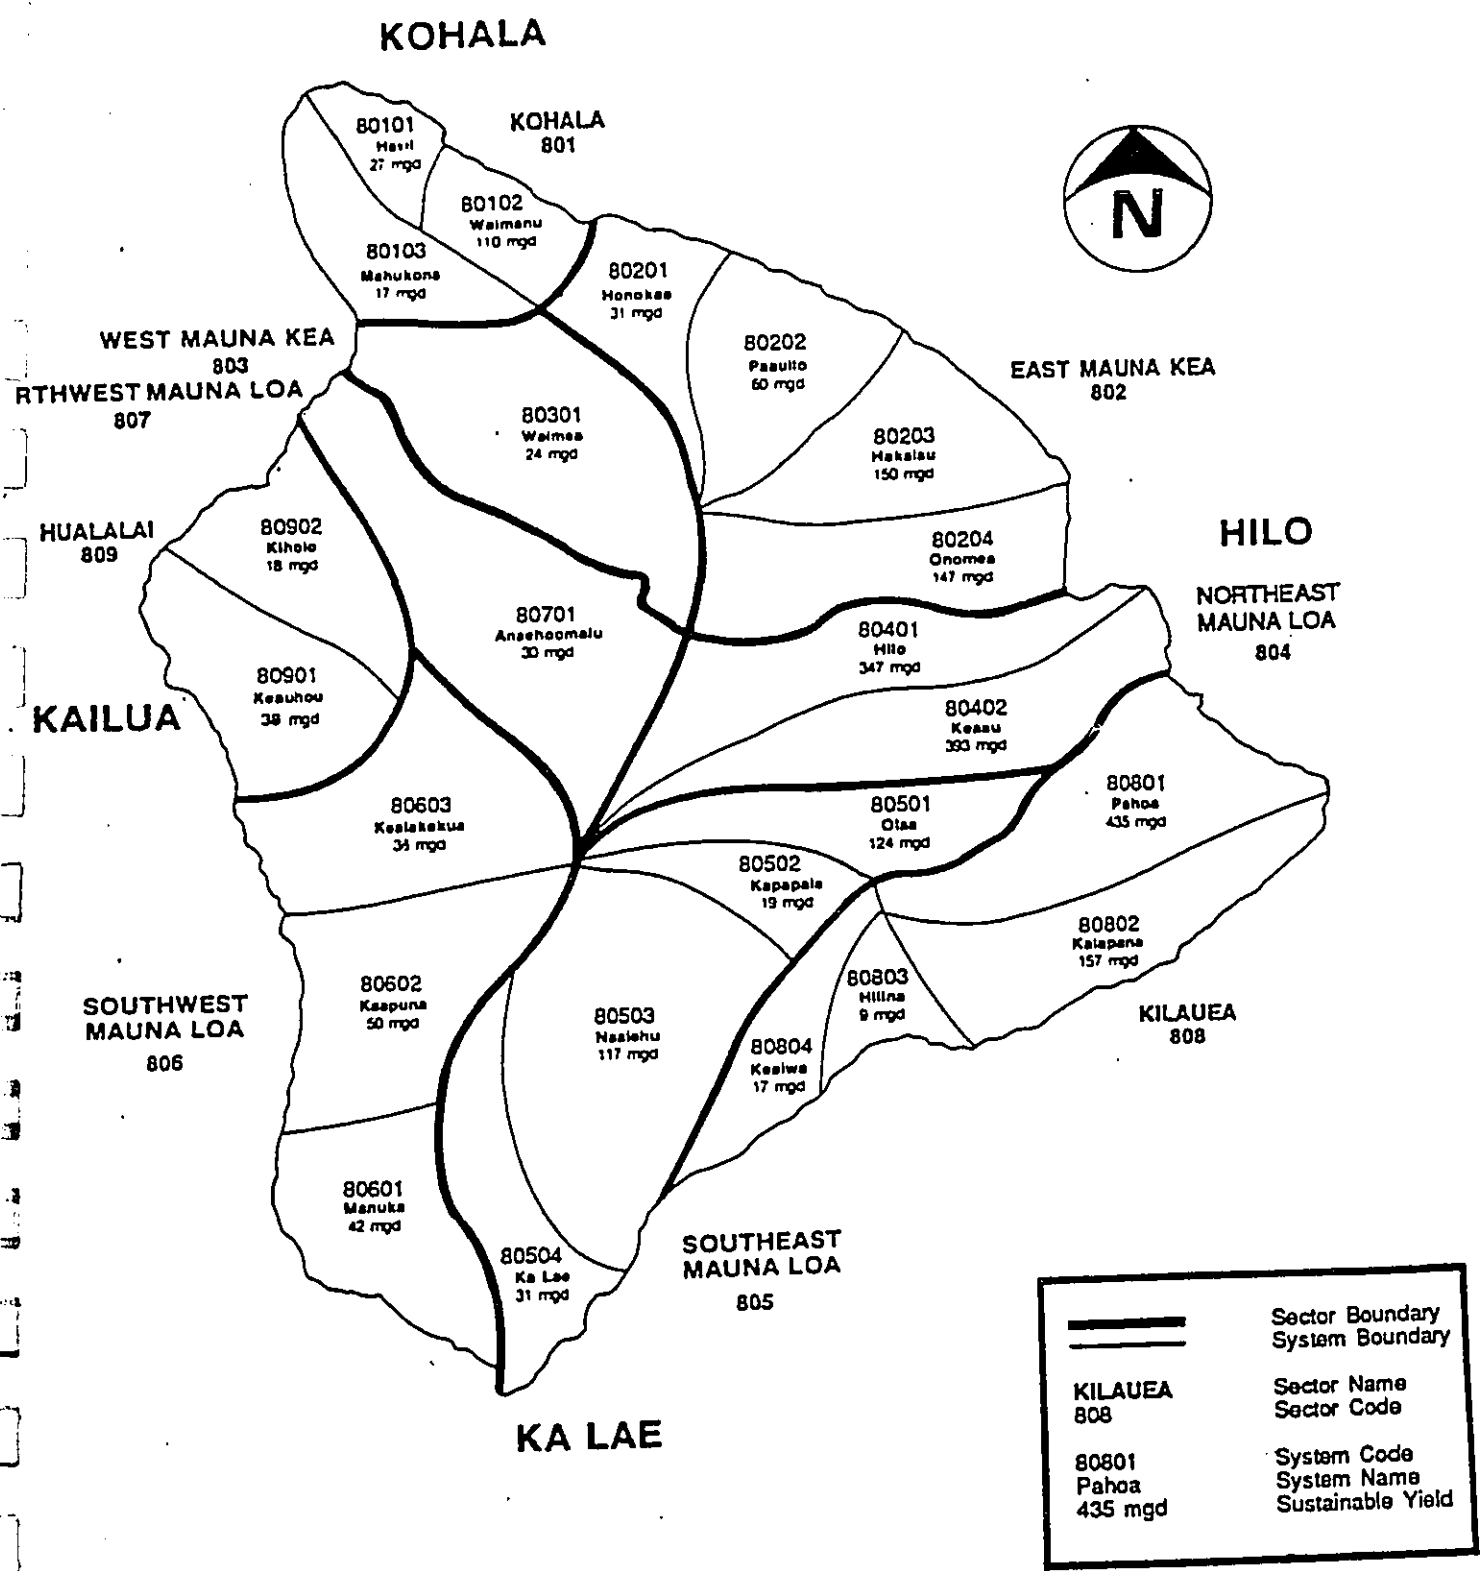 KOHALA
KOHALA
801
80101
Hawi
27 mgd
80102
Waimanu
110 mgd
80103
Mahukona
17 mgd
N
80201
Honokaa
31 mgd
WEST MAUNA KEA
803
RTHWEST MAUNA LOA
807
80202
Paauilo
60 mgd
EAST MAUNA KEA
802
80301
Waimea
24 mgd
80203
Hakalau
150 mgd
HUALALAI
809
80902
Kiholo
18 mgd
80204
Onomea
147 mgd
HILO
NORTHEAST
MAUNA LOA
804
80701
Anaehoomalu
30 mgd
80401
Hilo
347 mgd
80901
Keauhou
38 mgd
KAILUA
80402
Keaau
393 mgd
80801
Pahoa
435 mgd
80603
Kealakekua
mgd
80501
Olaa
124 mgd
80502
Kapapala
19 mgd
80802
Kalapana
157 mgd
80602
Kaapuna
50 mgd
80803
Hilina
9 mgd
SOUTHWEST
MAUNA LOA
806
80503
Naalehu
117 mgd
KILAUEA
808
80804
Keaiwa
17 mgd
80601
Manuka
42 mgd
80504
Ka Lae
31 mgd
SOUTHEAST
MAUNA LOA
805
KA LAE
Sector Boundary
System Boundary
KILAUEA Sector Name
808 Sector Code
80801 System Code
Pahoa System Name
435 mgd Sustainable Yield